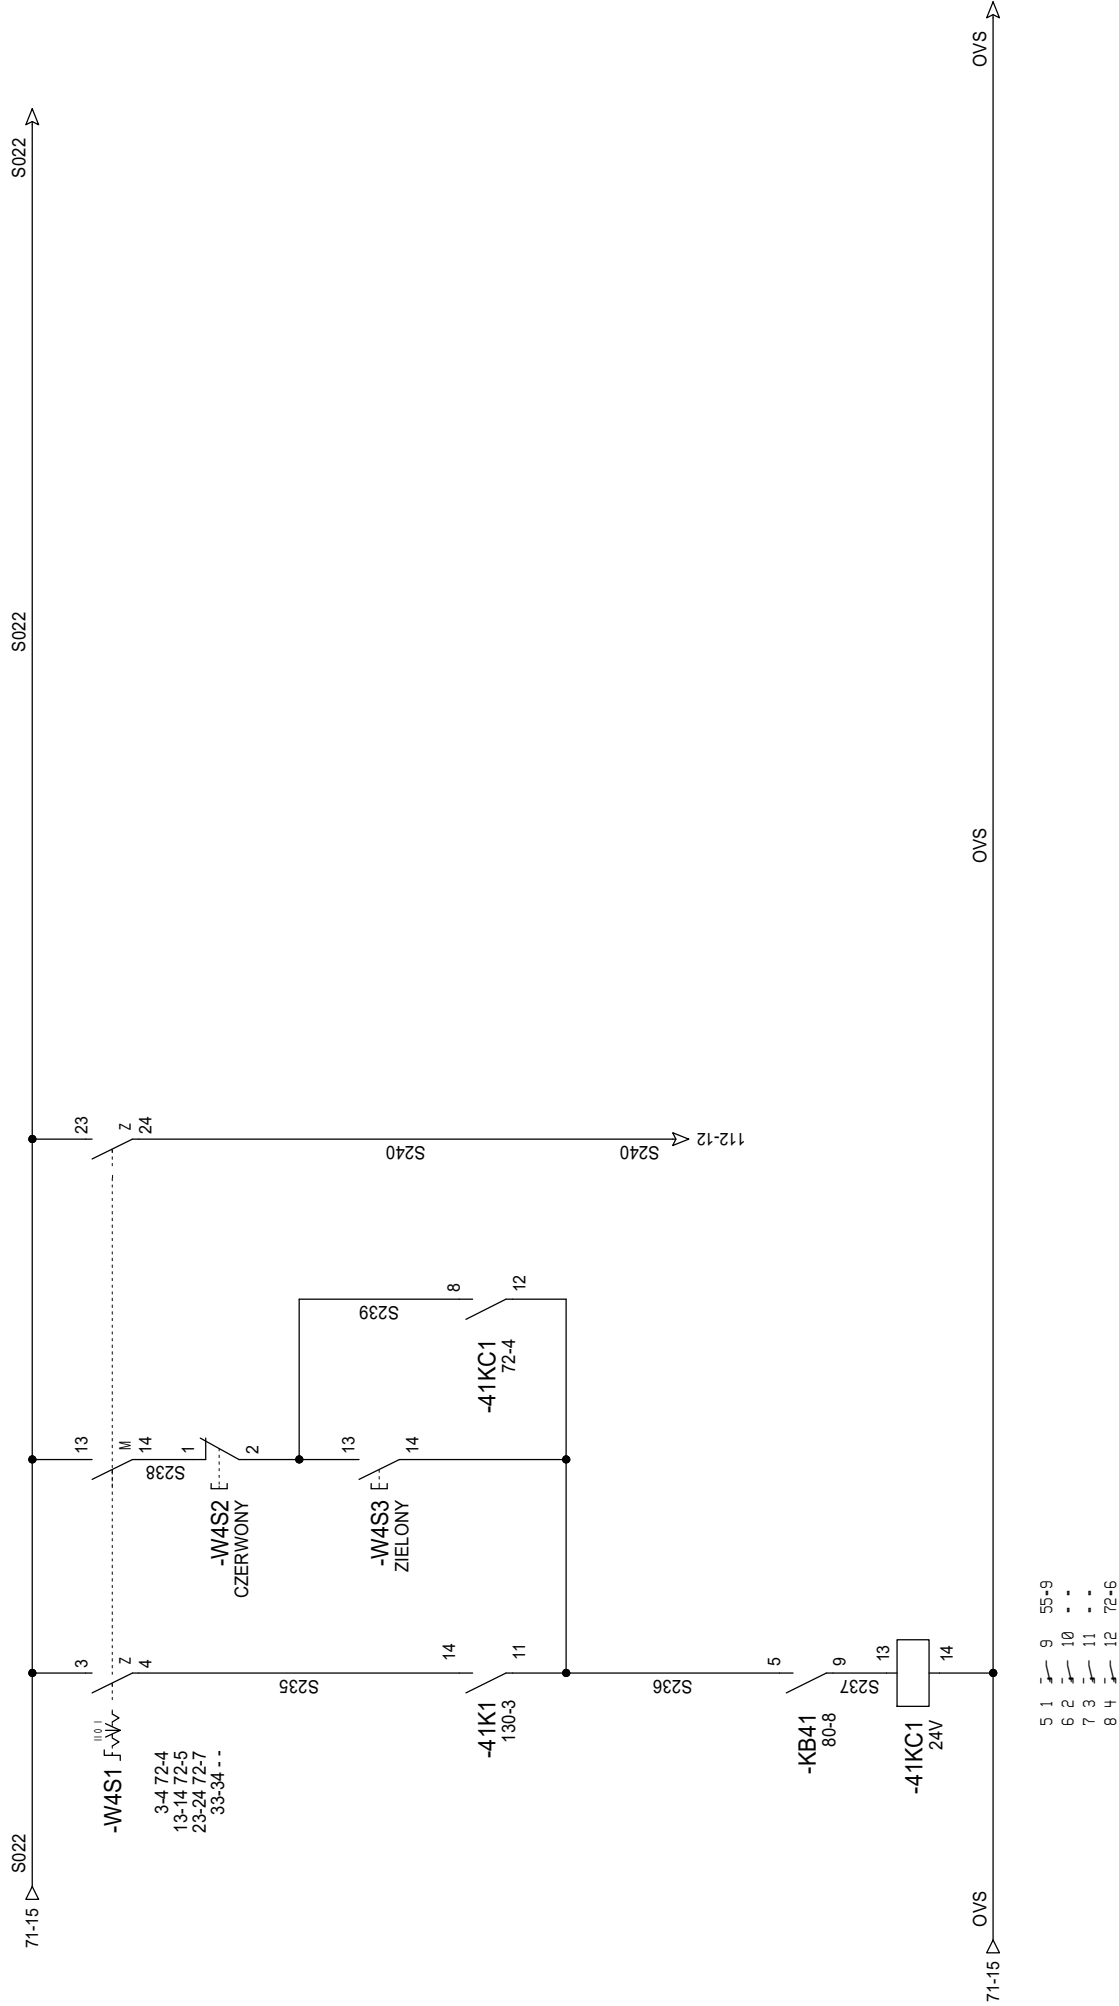 71-15
S022
S022
S022
-W4S1
II 0 I
3-4 72-4
13-14 72-5
23-24 72-7
33-34 - -
3
Z
4
S235
14
11
-41K1
130-3
13
M
14
S238
1
2
-W4S2
CZERWONY
13
14
-W4S3
ZIELONY
S239
8
12
-41KC1
72-4
23
Z
24
S240
S240
112-12
S236
5
9
-KB41
80-8
S237
13
14
-41KC1
24V
71-15
OVS
OVS
OVS
5 1 9 55-9
6 2 10 - -
7 3 11 - -
8 4 12 72-6